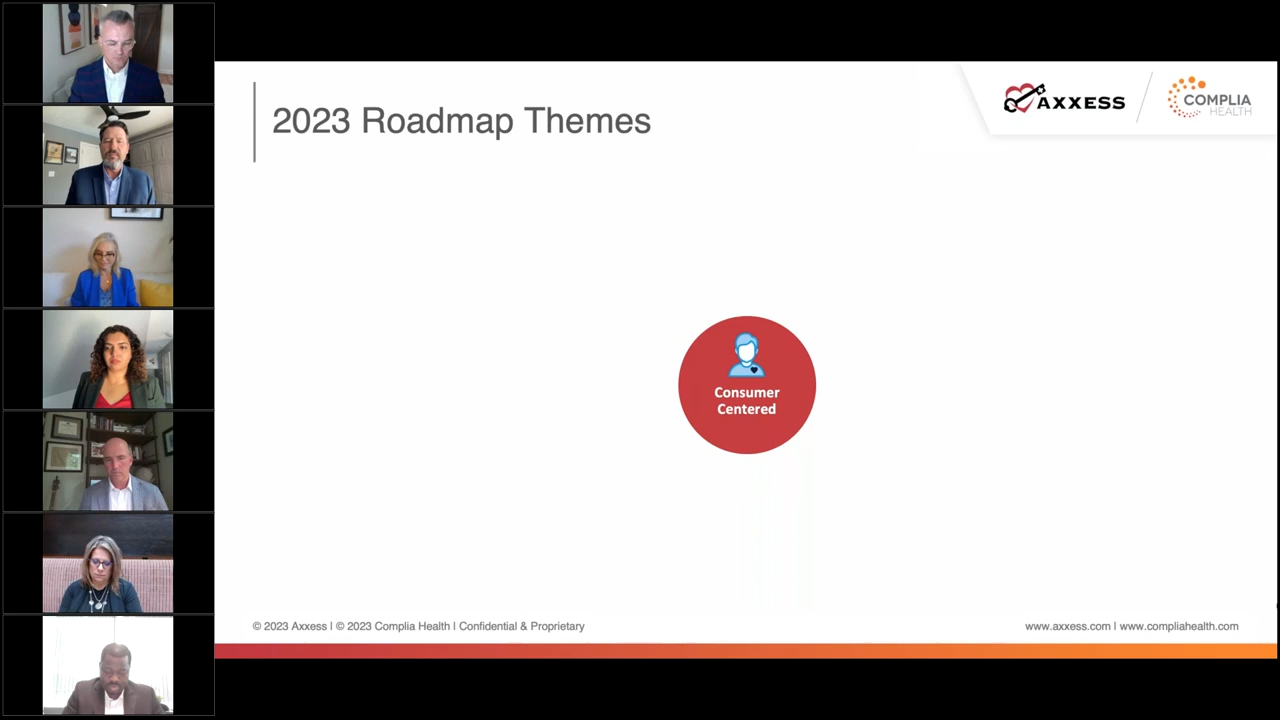 2023 Roadmap Themes
AXXESS
COMPLIA
HEALTH
Consumer
Centered
© 2023 Axxess | © 2023 Complia Health | Confidential & Proprietary
www.axxess.com | www.compliahealth.com